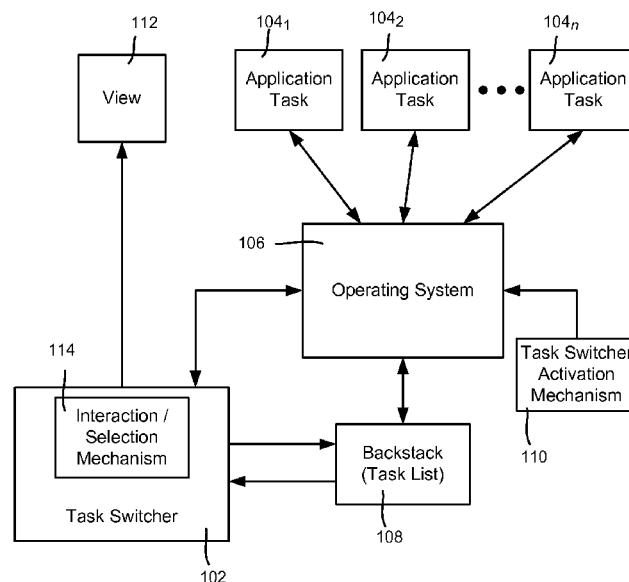 112
104₁
104₂
104ₙ
View
Application
Task
Application
Task
Application
Task
106
Operating System
114
Interaction /
Selection
Mechanism
Task Switcher
102
Backstack
(Task List)
108
Task Switcher
Activation
Mechanism
110